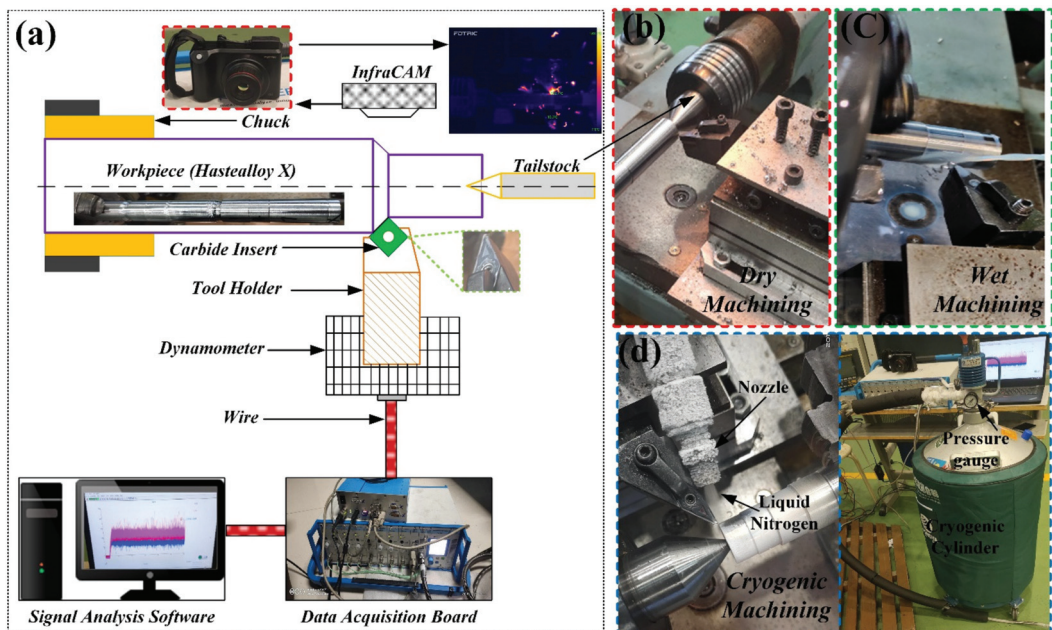 (a)
FOTRIC
InfraCAM
Chuck
Workpiece (Hastealloy X)
Tailstock
Carbide Insert
Tool Holder
Dynamometer
Wire
Signal Analysis Software
Data Acquisition Board
(b)
Dry
Machining
(C)
Wet
Machining
(d)
Nozzle
Liquid
Nitrogen
Cryogenic
Machining
Pressure
gauge
Cryogenic
Cylinder